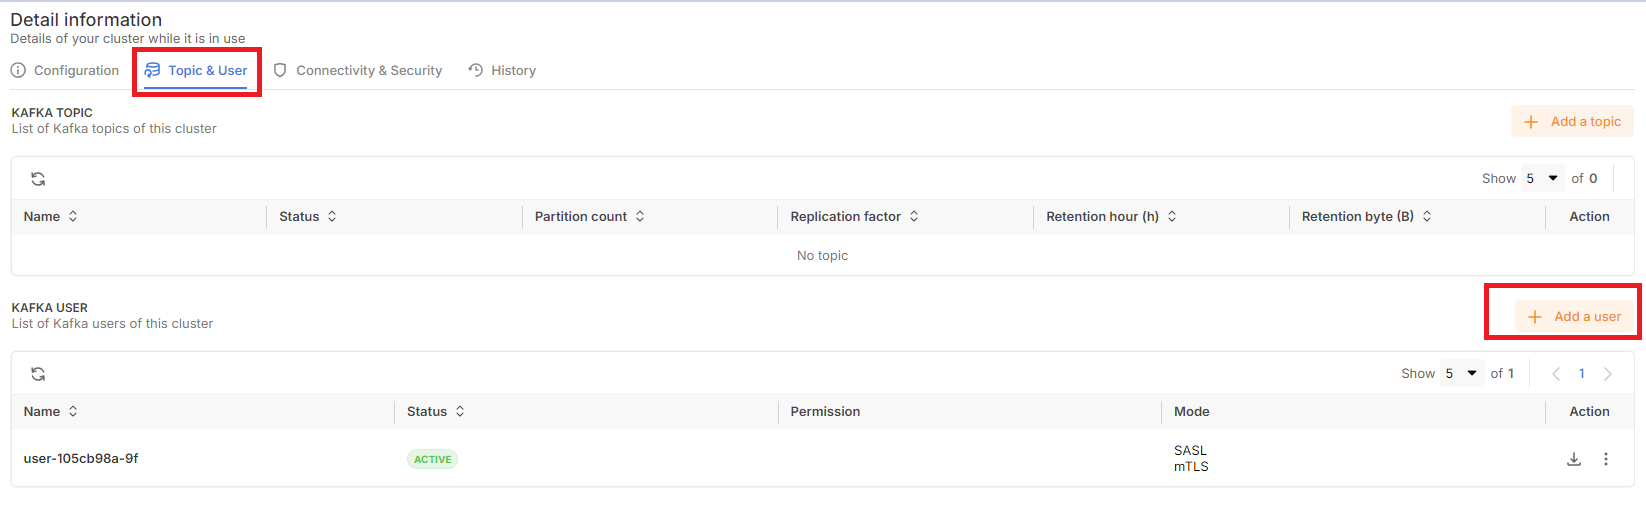 Detail information
Details of your cluster while it is in use
Configuration Topic & User Connectivity & Security History
KAFKA TOPIC
List of Kafka topics of this cluster
Add a topic
Show 5 of 0
Name Status Partition count Replication factor Retention hour (h) Retention byte (B) Action
No topic
KAFKA USER
List of Kafka users of this cluster
Add a user
Show 5 of 1 1
Name Status Permission Mode Action
user-105cb98a-9f ACTIVE SASL
mTLS